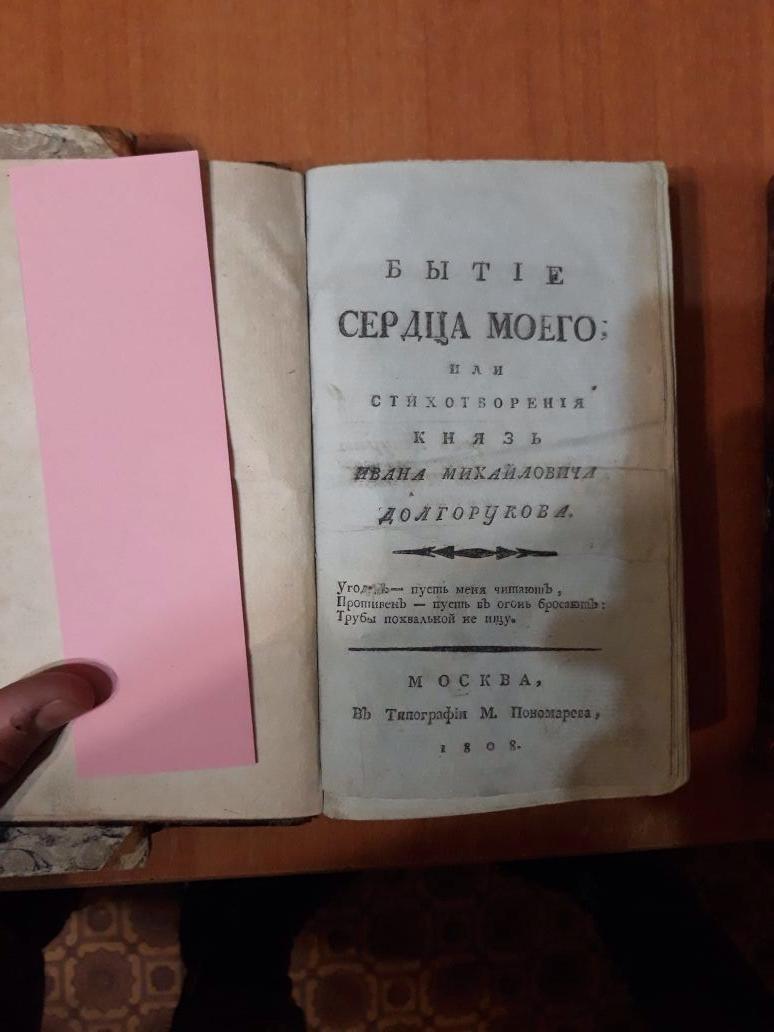 БЫТІЕ
СЕРДЦА МОЕГО;
ИЛИ
СТИХОТВОРЕНІЯ
КНЯЗЬ
ИВАНА МИХАЙЛОВИЧА
ДОЛГОРУКОВА.
— пусть меня читаютъ,
Противенъ — пусть въ огонь бросаютъ:
Трубы похвальной не ищу.
МОСКВА,
Въ Типографіи М. Пономарева,
1808.